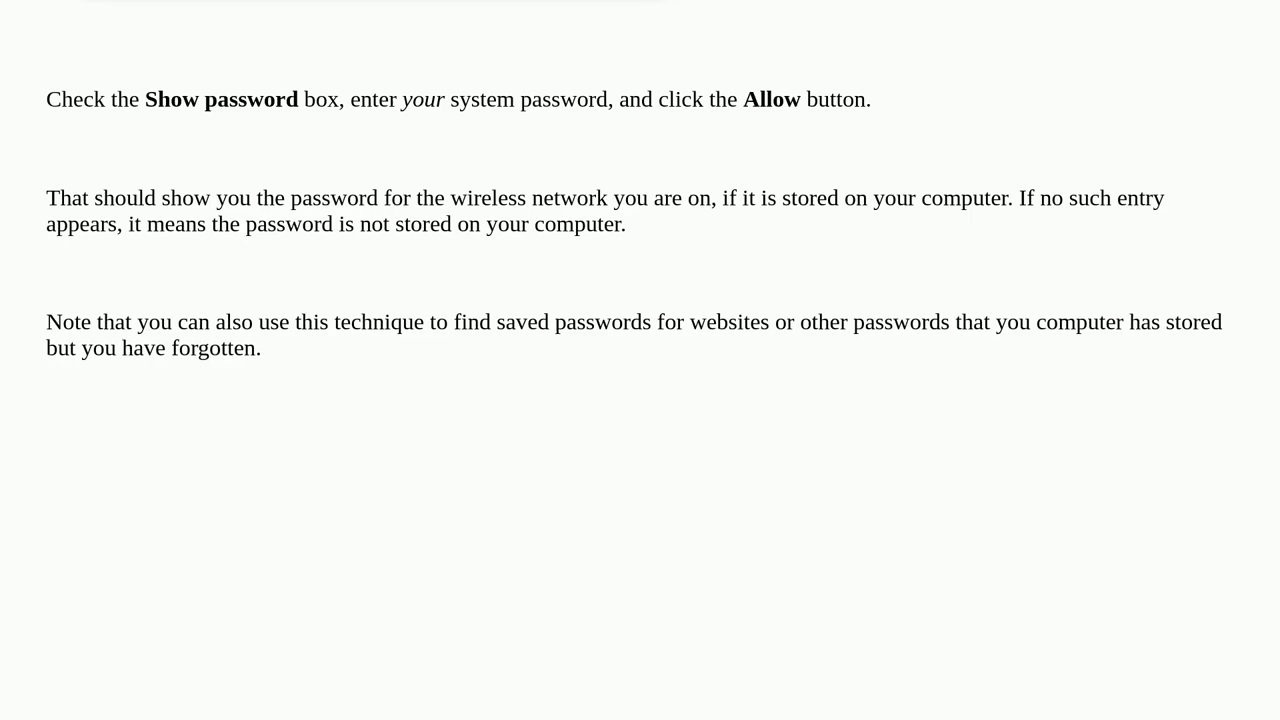 Check the Show password box, enter your system password, and click the Allow button.
That should show you the password for the wireless network you are on, if it is stored on your computer. If no such entry
appears, it means the password is not stored on your computer.
Note that you can also use this technique to find saved passwords for websites or other passwords that you computer has stored
but you have forgotten.